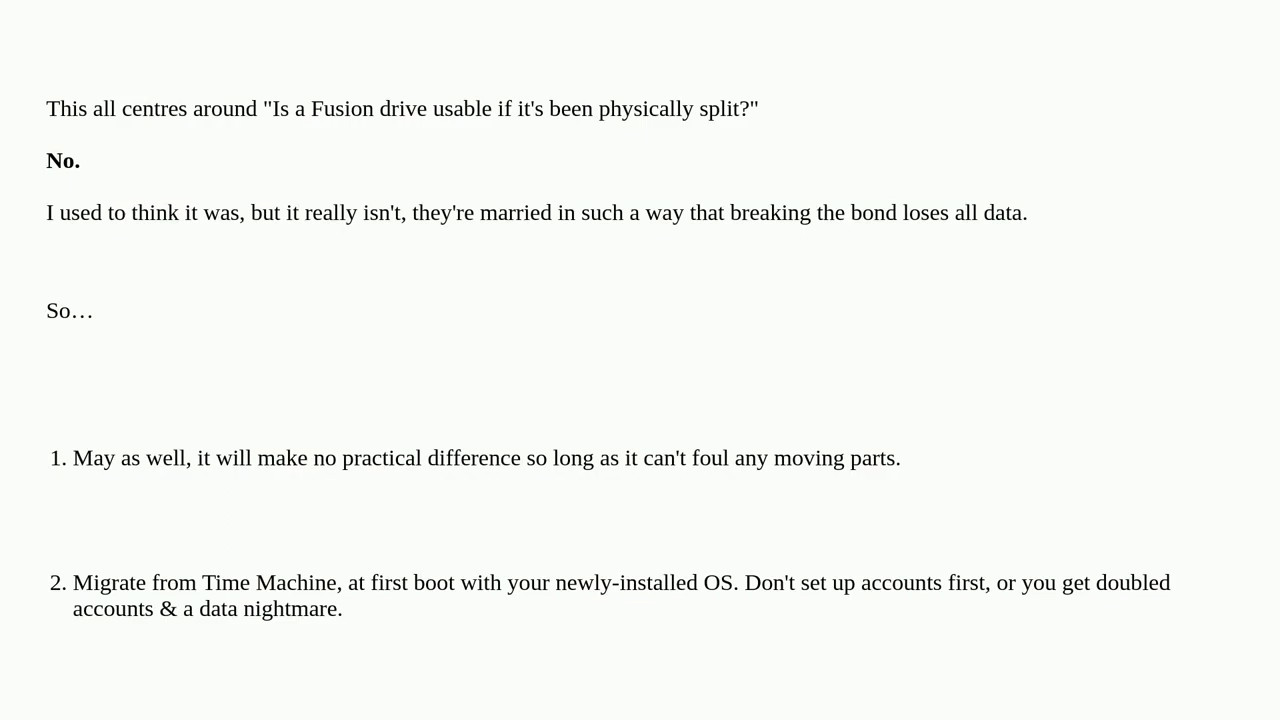 This all centres around "Is a Fusion drive usable if it's been physically split?"
No.
I used to think it was, but it really isn't, they're married in such a way that breaking the bond loses all data.
So…
1. May as well, it will make no practical difference so long as it can't foul any moving parts.
2. Migrate from Time Machine, at first boot with your newly-installed OS. Don't set up accounts first, or you get doubled
accounts & a data nightmare.